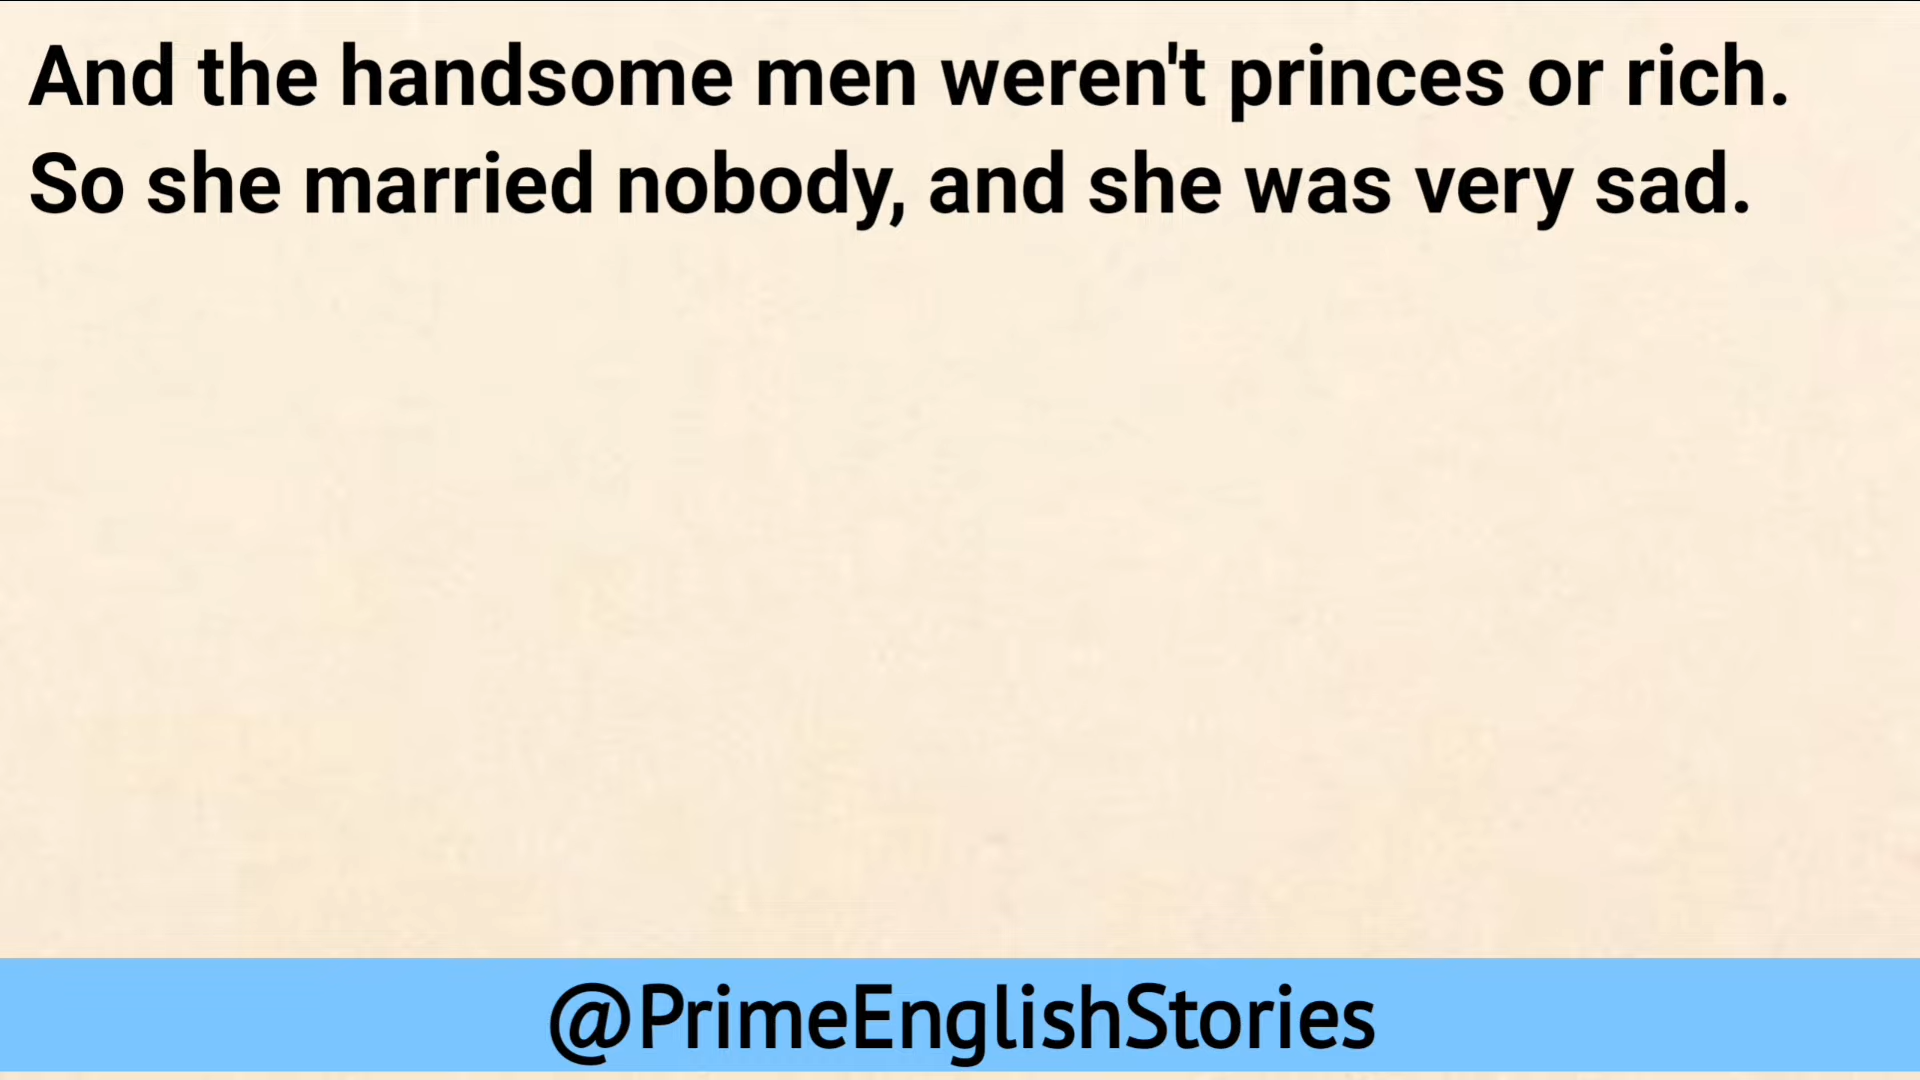 And the handsome men weren't princes or rich.
So she married nobody, and she was very sad.
@PrimeEnglishStories